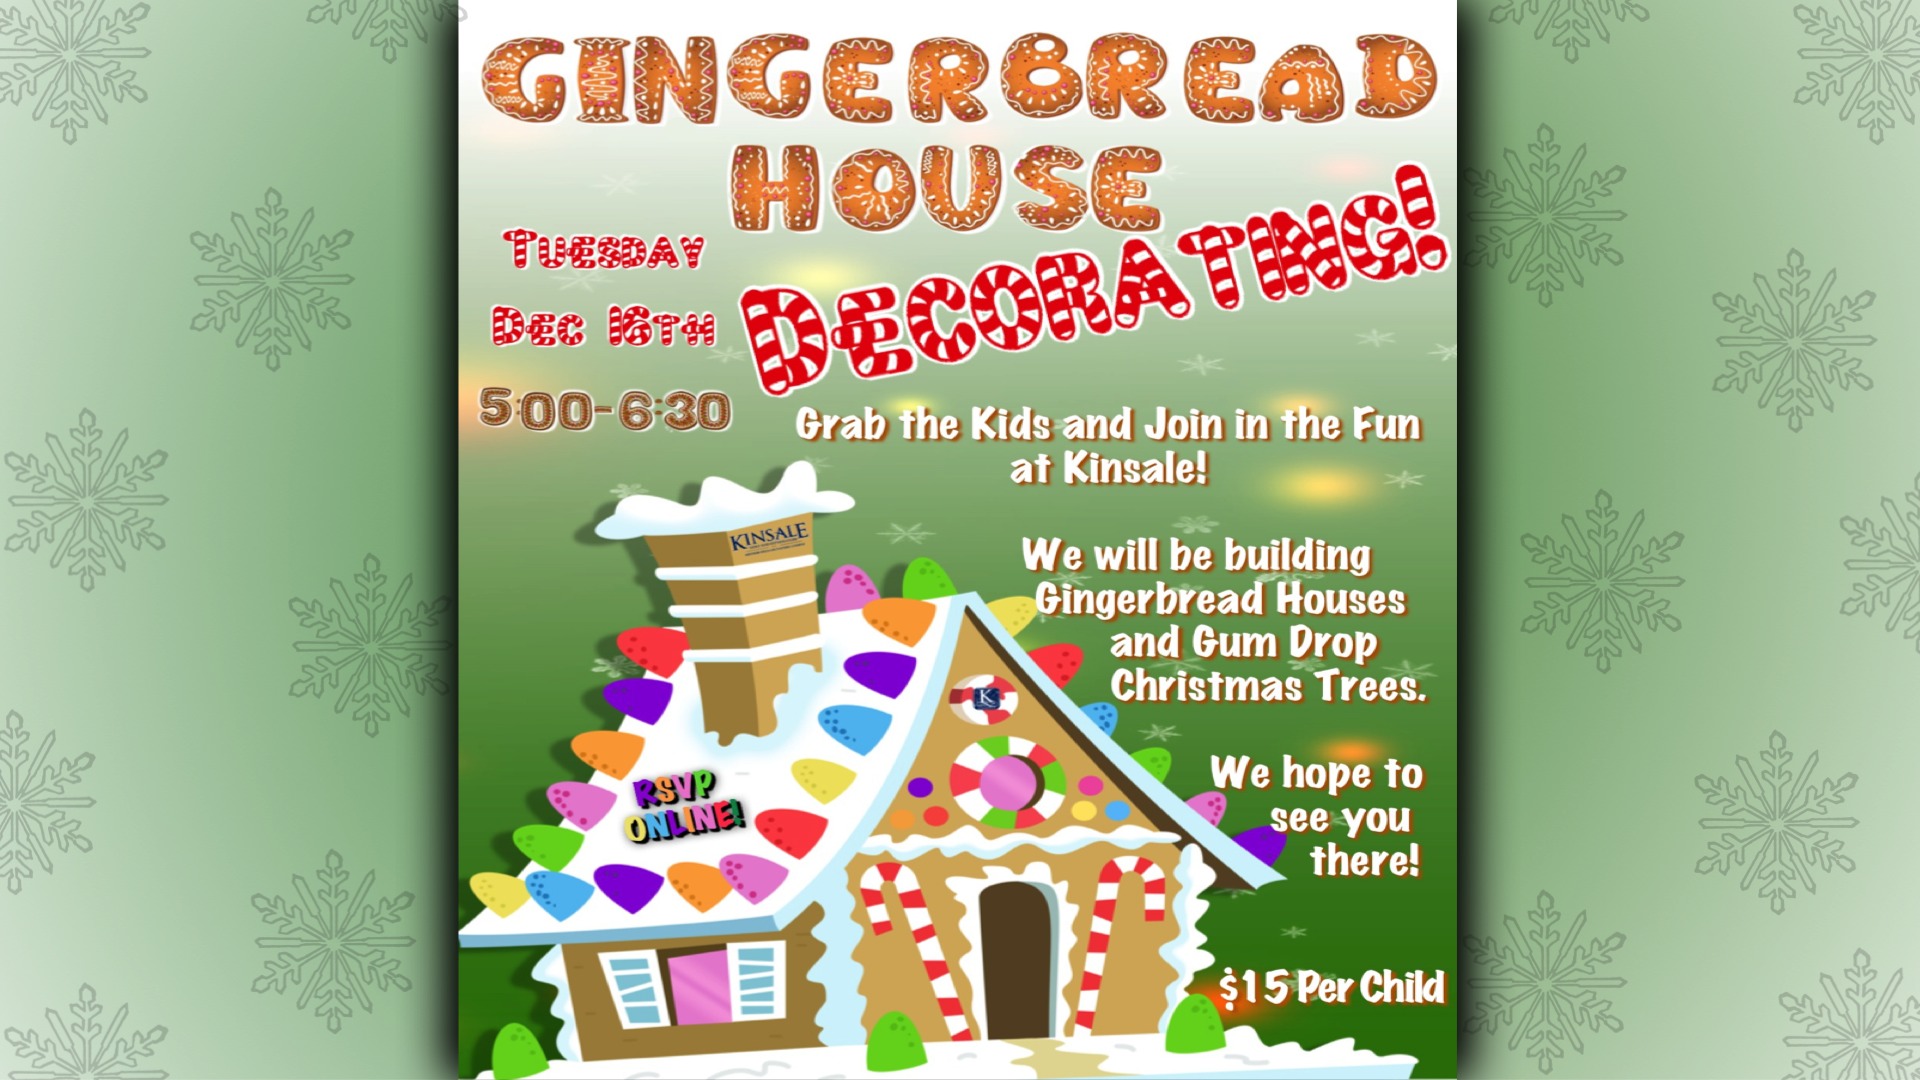 GINGERBREAD
HOUSE
DECORATING!
TUESDAY
DEC 16TH
5:00-6:30
Grab the Kids and Join in the Fun
at Kinsale!
KINSALE
We will be building
Gingerbread Houses
and Gum Drop
Christmas Trees.
K
We hope to
see you
there!
RSVP
ONLINE!
$15 Per Child